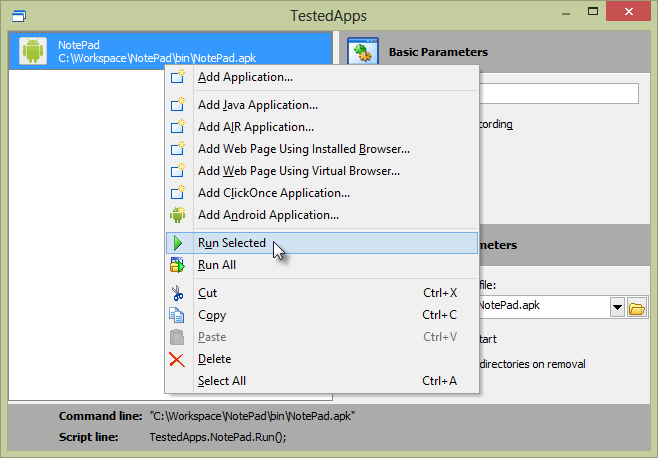 TestedApps
NotePad
C:\Workspace\NotePad\bin\NotePad.apk
Basic Parameters
Add Application...
Add Java Application...
Add AIR Application...
Add Web Page Using Installed Browser...
Add Web Page Using Virtual Browser...
Add ClickOnce Application...
Add Android Application...
Run Selected
Run All
Cut Ctrl+X
Copy Ctrl+C
Paste Ctrl+V
Delete
Select All Ctrl+A
cording
meters
file:
NotePad.apk
tart
directories on removal
Command line: "C:\Workspace\NotePad\bin\NotePad.apk"
Script line: TestedApps.NotePad.Run();